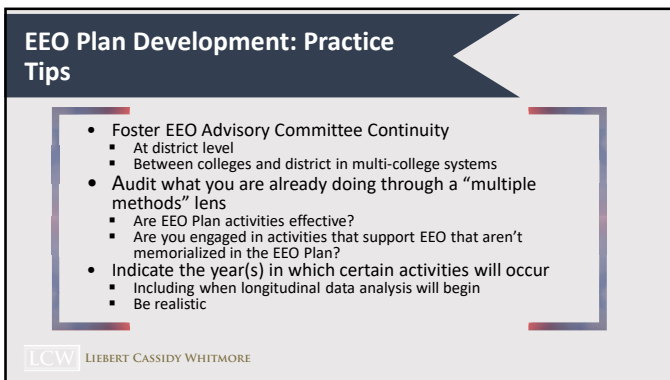 EEO Plan Development: Practice
Tips
• Foster EEO Advisory Committee Continuity
▪ At district level
▪ Between colleges and district in multi-college systems
• Audit what you are already doing through a “multiple
methods” lens
▪ Are EEO Plan activities effective?
▪ Are you engaged in activities that support EEO that aren’t
memorialized in the EEO Plan?
• Indicate the year(s) in which certain activities will occur
▪ Including when longitudinal data analysis will begin
▪ Be realistic
LCW LIEBERT CASSIDY WHITMORE